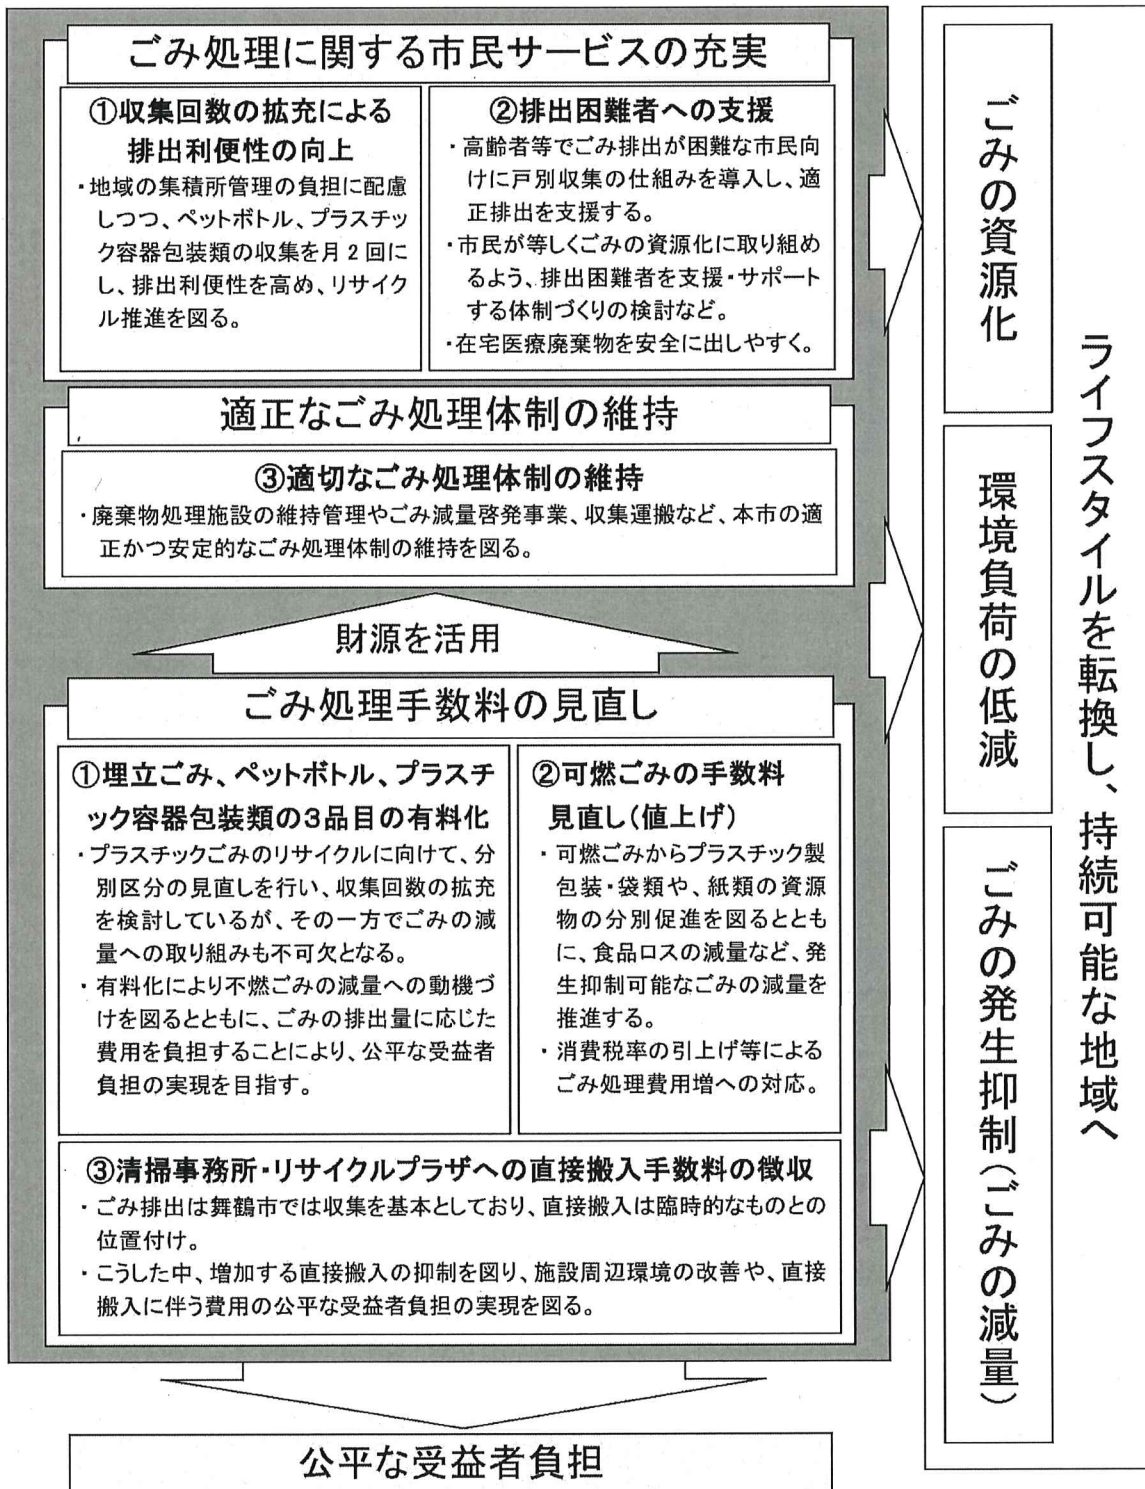 ごみ処理に関する市民サービスの充実
①収集回数の拡充による
排出利便性の向上
・地域の集積所管理の負担に配慮
しつつ、ペットボトル、プラスチッ
ク容器包装類の収集を月2回に
し、排出利便性を高め、リサイク
ル推進を図る。
②排出困難者への支援
・高齢者等でごみ排出が困難な市民向
けに戸別収集の仕組みを導入し、適
正排出を支援する。
・市民が等しくごみの資源化に取り組め
るよう、排出困難者を支援・サポート
する体制づくりの検討など。
・在宅医療廃棄物を安全に出しやすく。
適正なごみ処理体制の維持
③適切なごみ処理体制の維持
・廃棄物処理施設の維持管理やごみ減量啓発事業、収集運搬など、本市の適
正かつ安定的なごみ処理体制の維持を図る。
財源を活用
ごみ処理手数料の見直し
①埋立ごみ、ペットボトル、プラスチ
ック容器包装類の3品目の有料化
・プラスチックごみのリサイクルに向けて、分
別区分の見直しを行い、収集回数の拡充
を検討しているが、その一方でごみの減
量への取り組みも不可欠となる。
・有料化により不燃ごみの減量への動機づ
けを図るとともに、ごみの排出量に応じた
費用を負担することにより、公平な受益者
負担の実現を目指す。
②可燃ごみの手数料
見直し(値上げ)
・可燃ごみからプラスチック製
包装・袋類や、紙類の資源
物の分別促進を図るととも
に、食品ロスの減量など、発
生抑制可能なごみの減量を
推進する。
・消費税率の引上げ等による
ごみ処理費用増への対応。
③清掃事務所・リサイクルプラザへの直接搬入手数料の徴収
・ごみ排出は舞鶴市では収集を基本としており、直接搬入は臨時的なものとの
位置付け。
・こうした中、増加する直接搬入の抑制を図り、施設周辺環境の改善や、直接
搬入に伴う費用の公平な受益者負担の実現を図る。
公平な受益者負担
ごみの資源化
環境負荷の低減
ごみの発生抑制(ごみの減量)
ライフスタイルを転換し、持続可能な地域へ